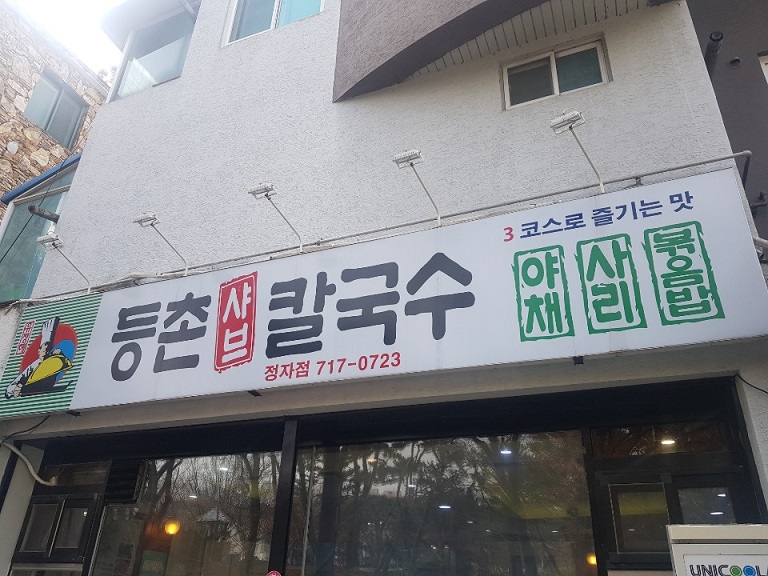 3 코스로 즐기는 맛
등촌 샤브 칼국수
야채 사리 볶음밥
정자점 717-0723